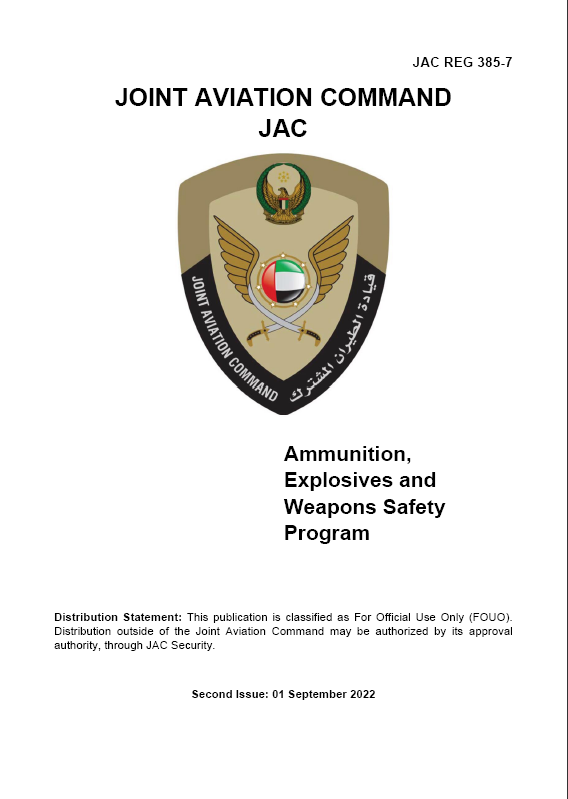 JAC REG 385-7
JOINT AVIATION COMMAND
JAC
JOINT AVIATION COMMAND
قيادة الطيران المشترك
Ammunition,
Explosives and
Weapons Safety
Program
Distribution Statement: This publication is classified as For Official Use Only (FOUO).
Distribution outside of the Joint Aviation Command may be authorized by its approval
authority, through JAC Security.
Second Issue: 01 September 2022